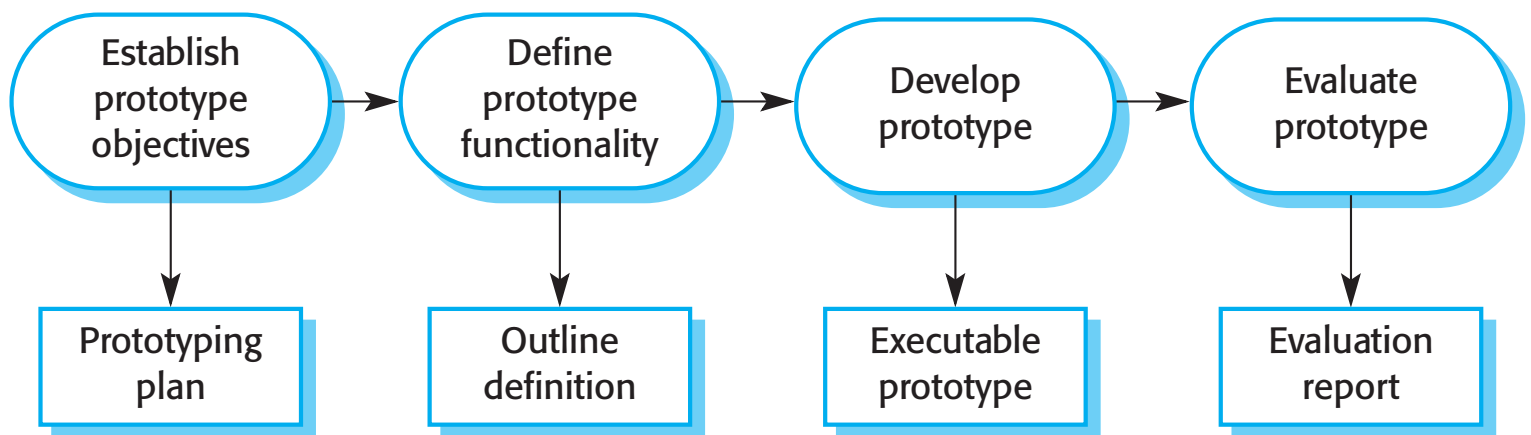 Establish
prototype
objectives
Define
prototype
functionality
Develop
prototype
Evaluate
prototype
Prototyping
plan
Outline
definition
Executable
prototype
Evaluation
report